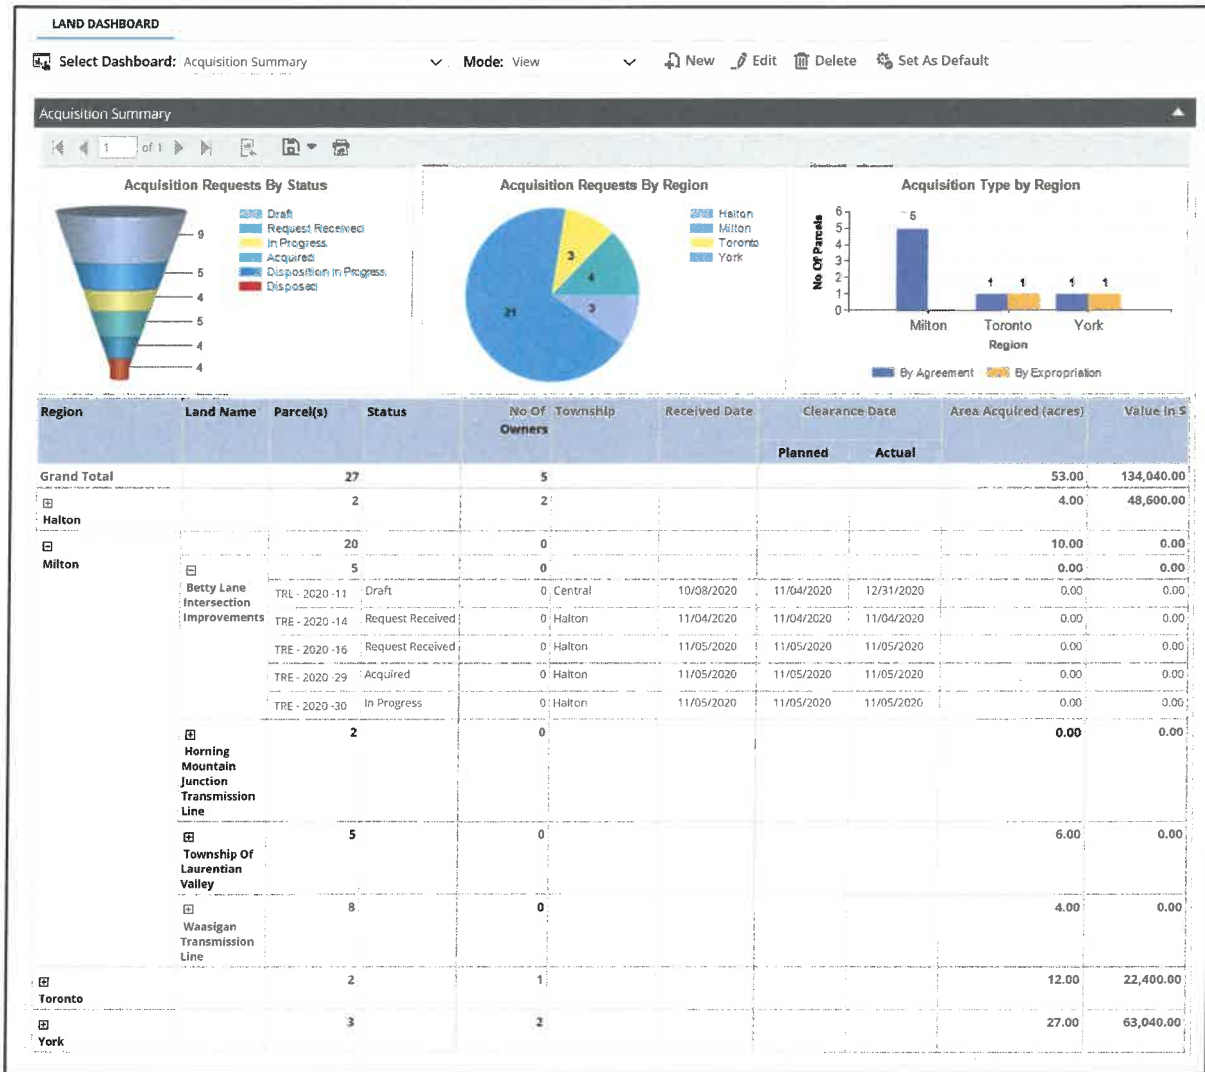 LAND DASHBOARD
Select Dashboard: Acquisition Summary Mode: View New Edit Delete Set As Default
Acquisition Summary
1 of 1
Acquisition Requests By Status
Draft
Request Received
In Progress
Acquired
Disposition In Progress
Disposed
9
5
4
5
4
4
Acquisition Requests By Region
Halton
Milton
Toronto
York
3
4
3
21
Acquisition Type by Region
No Of Parcels
6
5
4
3
2
1
0
1 1 1 1
Milton Toronto York
Region
By Agreement By Expropriation
Region Land Name Parcel(s) Status No Of Township Received Date Clearance Date Area Acquired (acres) Value in $
Owners
Planned Actual
Grand Total 27 5 53.00 134,040.00
Halton 2 2 4.00 48,600.00
Milton 20 0 10.00 0.00
5 0 0.00 0.00
Betty Lane
Intersection
Improvements
TRL - 2020 -11 Draft 0 Central 10/08/2020 11/04/2020 12/31/2020 0.00 0.00
TRE - 2020 -14 Request Received 0 Halton 11/04/2020 11/04/2020 11/04/2020 0.00 0.00
TRE - 2020 -16 Request Received 0 Halton 11/05/2020 11/05/2020 11/05/2020 0.00 0.00
TRE - 2020 -29 Acquired 0 Halton 11/05/2020 11/05/2020 11/05/2020 0.00 0.00
TRE - 2020 -30 In Progress 0 Halton 11/05/2020 11/05/2020 11/05/2020 0.00 0.00
2 0 0.00 0.00
Horning
Mountain
Junction
Transmission
Line
5 0 6.00 0.00
Township Of
Laurentian
Valley
8 0 4.00 0.00
Waasigan
Transmission
Line
Toronto 2 1 12.00 22,400.00
York 3 2 27.00 63,040.00